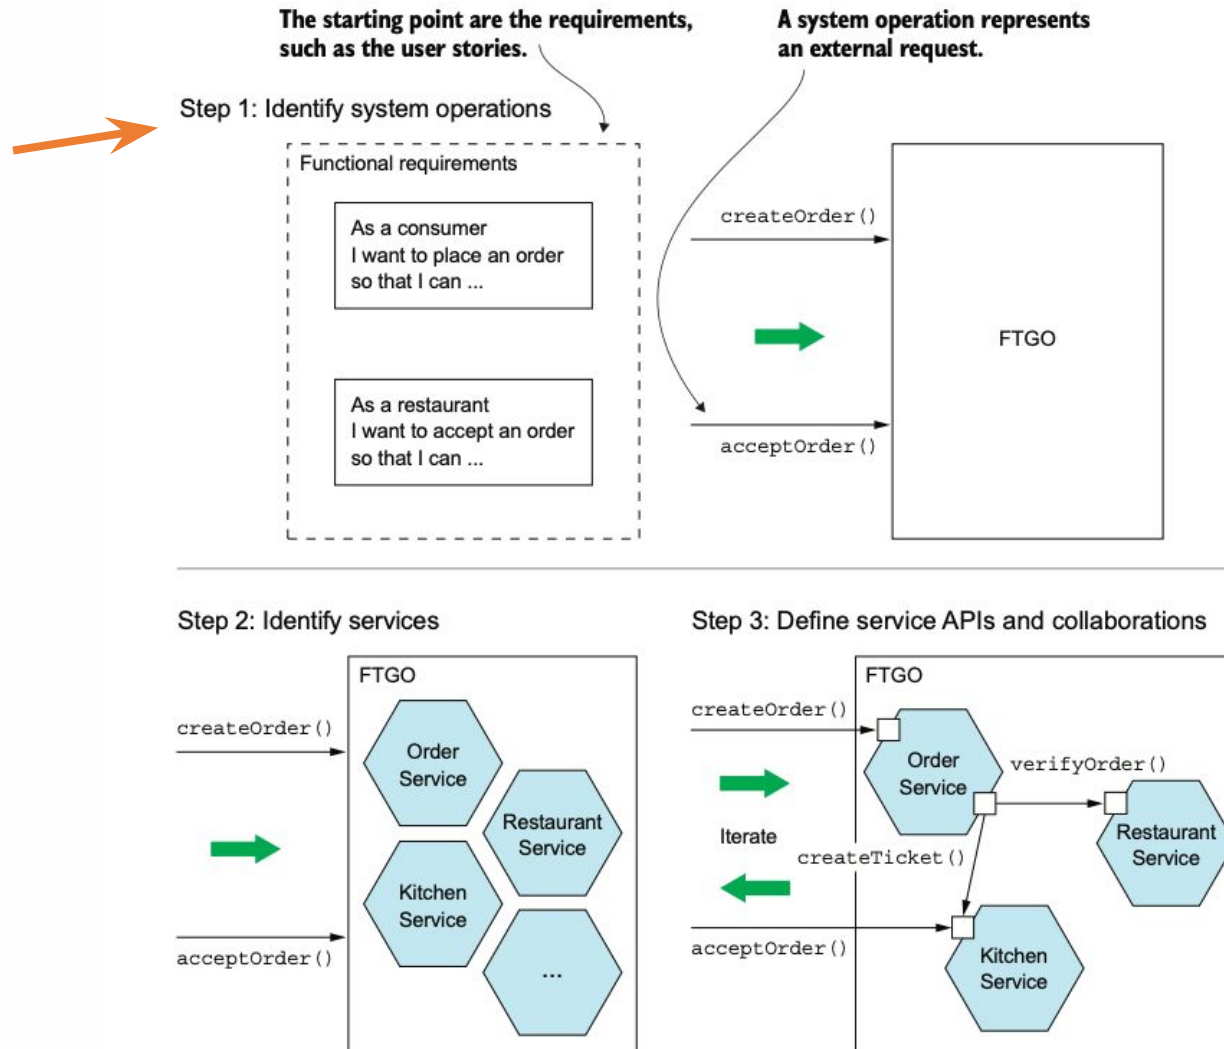 The starting point are the requirements,
such as the user stories.
A system operation represents
an external request.
Step 1: Identify system operations
Functional requirements
As a consumer
I want to place an order
so that I can ...
As a restaurant
I want to accept an order
so that I can ...
createOrder()
acceptOrder()
FTGO
Step 2: Identify services
FTGO
createOrder()
Order
Service
Restaurant
Service
Kitchen
Service
...
acceptOrder()
Step 3: Define service APIs and collaborations
FTGO
createOrder()
Order
Service
verifyOrder()
Restaurant
Service
Iterate
createTicket()
acceptOrder()
Kitchen
Service